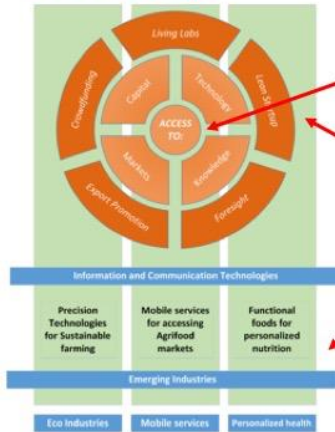 Living Labs
Crowdfunding
Capital
Technology
Lean Startup
ACCESS
TO:
Markets
Knowledge
Export Promotion
Foresight
Information and Communication Technologies
Precision
Technologies
for Sustainable
farming
Mobile services
for accessing
Agrifood
markets
Functional
foods for
personalized
nutrition
Emerging Industries
Eco Industries
Mobile services
Personalized health